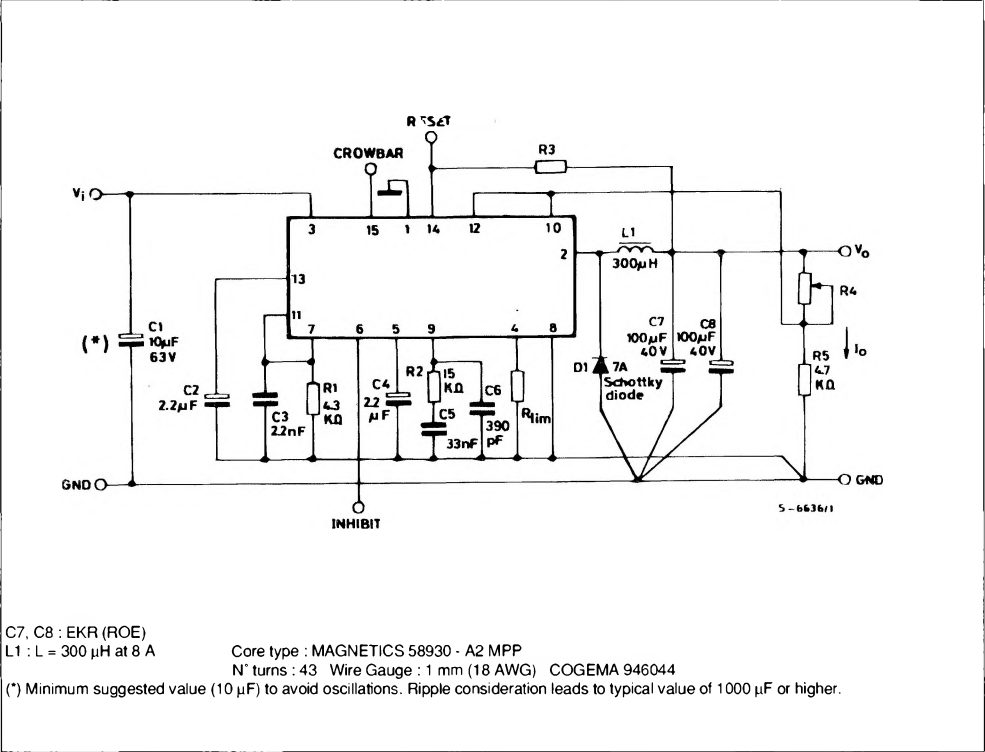 RESET
CROWBAR
R3
Vi
3
15
1
14
12
10
2
L1
300µH
Vo
13
11
7
6
5
9
4
8
(*)
C1
10µF
63V
C2
2.2µF
C3
2.2nF
R1
4.3
KΩ
C4
2.2
µF
R2
15
KΩ
C5
33nF
C6
390
pF
Rlim
D1
7A
Schottky
diode
C7
100µF
40V
C8
100µF
40V
R4
Io
R5
4.7
KΩ
GND
GND
INHIBIT
S-6636/1
C7, C8 : EKR (ROE)
L1 : L = 300 µH at 8 A Core type : MAGNETICS 58930 - A2 MPP
N° turns : 43 Wire Gauge : 1 mm (18 AWG) COGEMA 946044
(*) Minimum suggested value (10 µF) to avoid oscillations. Ripple consideration leads to typical value of 1000 µF or higher.